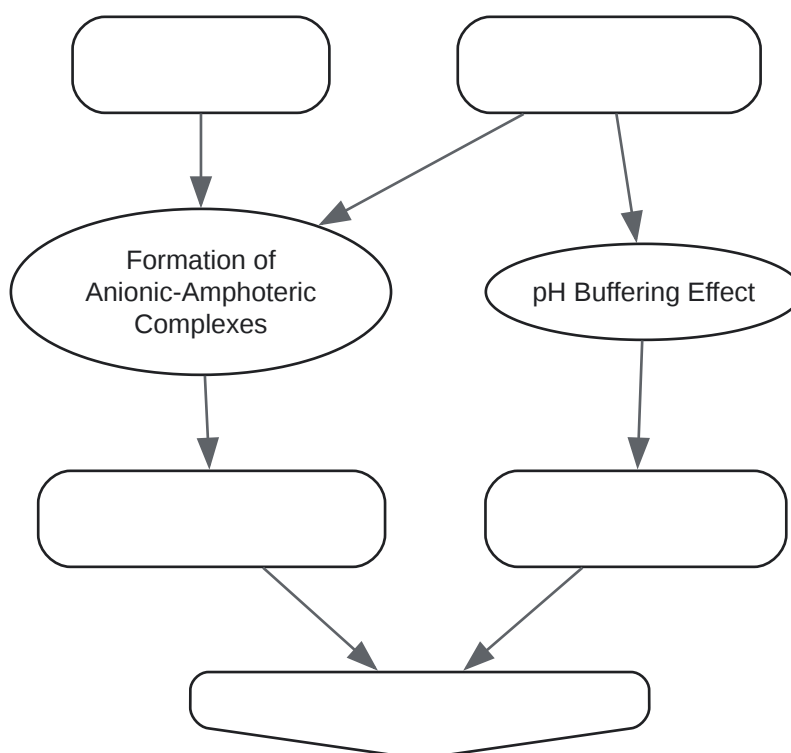 Formation of
Anionic-Amphoteric
Complexes
pH Buffering Effect